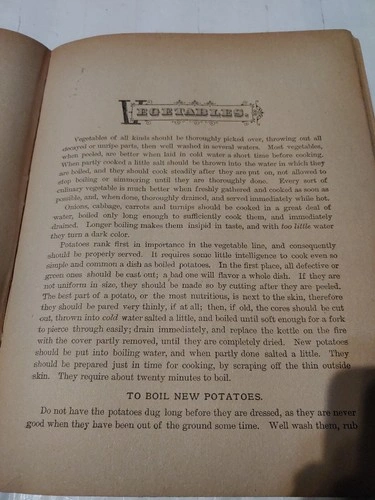 VEGETABLES.
Vegetables of all kinds should be thoroughly picked over, throwing out all
decayed or unripe parts, then well washed in several waters. Most vegetables,
when peeled, are better when laid in cold water a short time before cooking.
When partly cooked a little salt should be thrown into the water in which they
are boiled, and they should cook steadily after they are put on, not allowed to
stop boiling or simmering until they are thoroughly done. Every sort of
culinary vegetable is much better when freshly gathered and cooked as soon as
possible, and, when done, thoroughly drained, and served immediately while hot.
Onions, cabbage, carrots and turnips should be cooked in a great deal of
water, boiled only long enough to sufficiently cook them, and immediately
drained. Longer boiling makes them insipid in taste, and with too little water
they turn a dark color.
Potatoes rank first in importance in the vegetable line, and consequently
should be properly served. It requires some little intelligence to cook even so
simple and common a dish as boiled potatoes. In the first place, all defective or
green ones should be cast out; a bad one will flavor a whole dish. If they are
not uniform in size, they should be made so by cutting after they are peeled.
The best part of a potato, or the most nutritious, is next to the skin, therefore
they should be pared very thinly, if at all; then, if old, the cores should be cut
out, thrown into cold water salted a little, and boiled until soft enough for a fork
to pierce through easily; drain immediately, and replace the kettle on the fire
with the cover partly removed, until they are completely dried. New potatoes
should be put into boiling water, and when partly done salted a little. They
should be prepared just in time for cooking, by scraping off the thin outside
skin. They require about twenty minutes to boil.
TO BOIL NEW POTATOES.
Do not have the potatoes dug long before they are dressed, as they are never
good when they have been out of the ground some time. Well wash them, rub